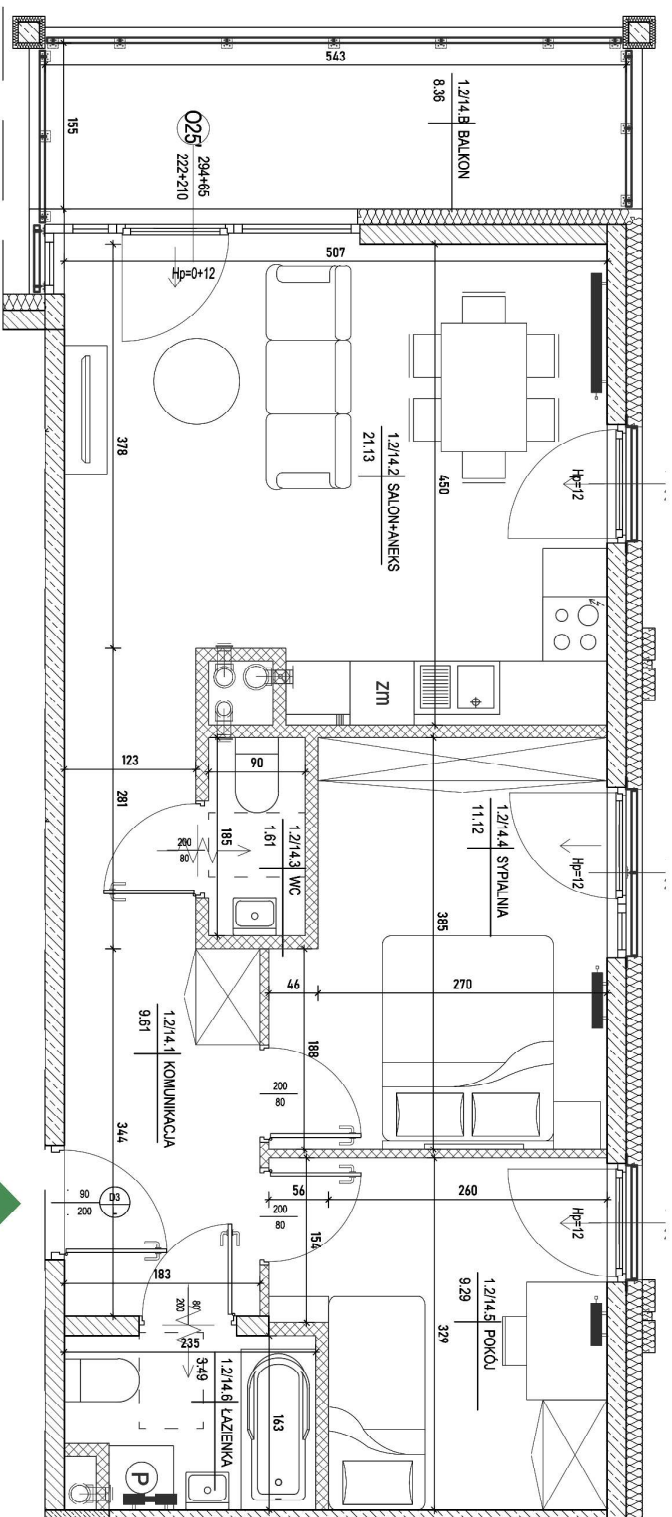 543
155
1.2/14.B BALKON
8.36
O25'
294+65
222+210
Hp=0+12
507
378
450
1.2/14.2 SALON+ANEKS
21.13
Hp=12
zm
123
281
90
185
200
80
1.2/14.3 WC
1.61
1.2/14.4 SYPIALNIA
11.12
Hp=12
385
46
270
188
200
80
1.2/14.1 KOMUNIKACJA
9.61
344
90
200
D3
56
260
200
80
154
Hp=12
183
1.2/14.5 POKÓJ
9.29
329
80
200
235
1.2/14.6 ŁAZIENKA
3.49
163
P